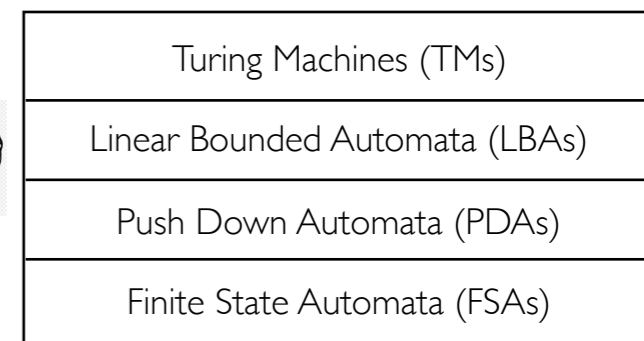 Turing Machines (TMs)
Linear Bounded Automata (LBAs)
Push Down Automata (PDAs)
Finite State Automata (FSAs)